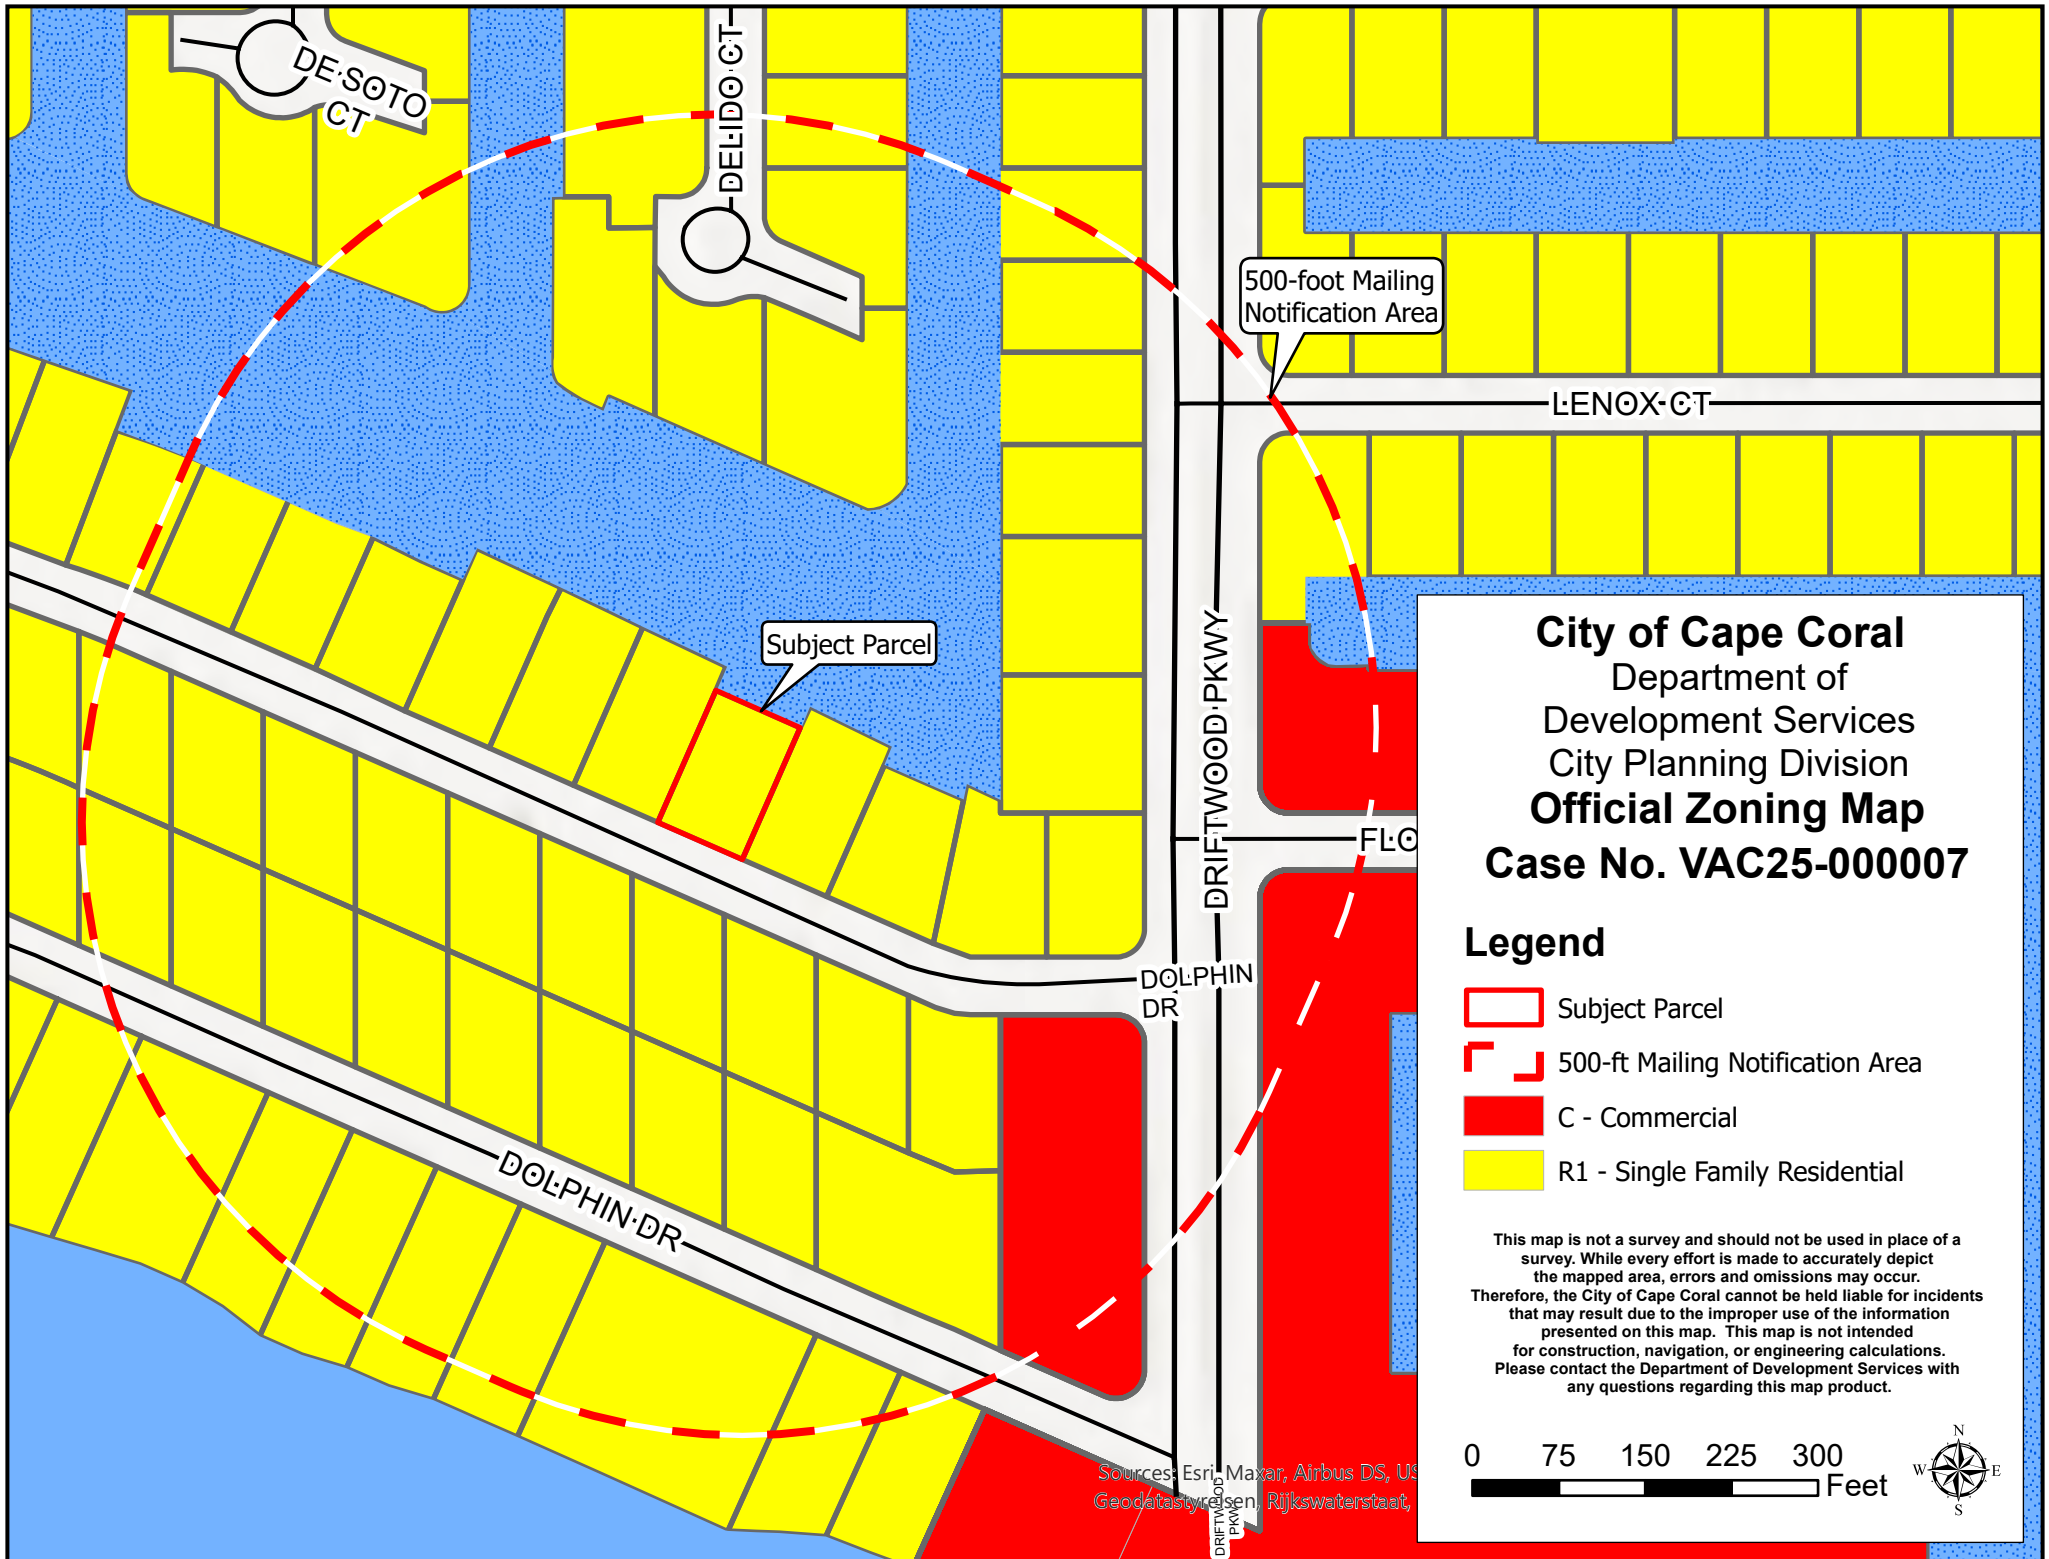 DE SOTO
CT
DELIDO CT
500-foot Mailing
Notification Area
LENOX CT
Subject Parcel
DRIFTWOOD PKWY
FLO
DOLPHIN
DR
DOLPHIN DR
DRIFTWOOD
PKWY
Sources: Esri, Maxar, Airbus DS, US
Geodatastyrelsen, Rijkswaterstaat,
City of Cape Coral
Department of
Development Services
City Planning Division
Official Zoning Map
Case No. VAC25-000007
Legend
Subject Parcel
500-ft Mailing Notification Area
C - Commercial
R1 - Single Family Residential
This map is not a survey and should not be used in place of a
survey. While every effort is made to accurately depict
the mapped area, errors and omissions may occur.
Therefore, the City of Cape Coral cannot be held liable for incidents
that may result due to the improper use of the information
presented on this map. This map is not intended
for construction, navigation, or engineering calculations.
Please contact the Department of Development Services with
any questions regarding this map product.
0 75 150 225 300
Feet
N
W E
S